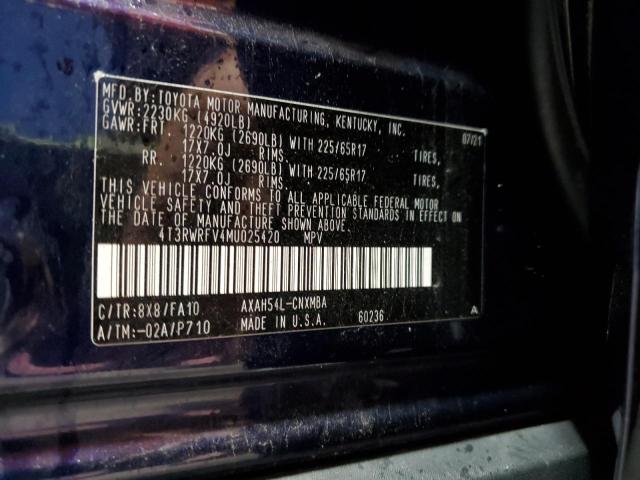 MFD.BY:TOYOTA MOTOR MANUFACTURING, KENTUCKY, INC.
GVWR:2230KG (4920LB) 07/21
GAWR:FRT 1220KG (2690LB) WITH 225/65R17 TIRES,
17X7.0J RIMS.
RR. 1220KG (2690LB) WITH 225/65R17 TIRES,
17X7.0J RIMS.
THIS VEHICLE CONFORMS TO ALL APPLICABLE FEDERAL MOTOR
VEHICLE SAFETY AND THEFT PREVENTION STANDARDS IN EFFECT ON
THE DATE OF MANUFACTURE SHOWN ABOVE.
4T3RWRFV4MU025420 MPV
C/TR:8X8/FA10 AXAH54L-CNXMBA
A/TM:-02A/P710 MADE IN U.S.A. 60236 A